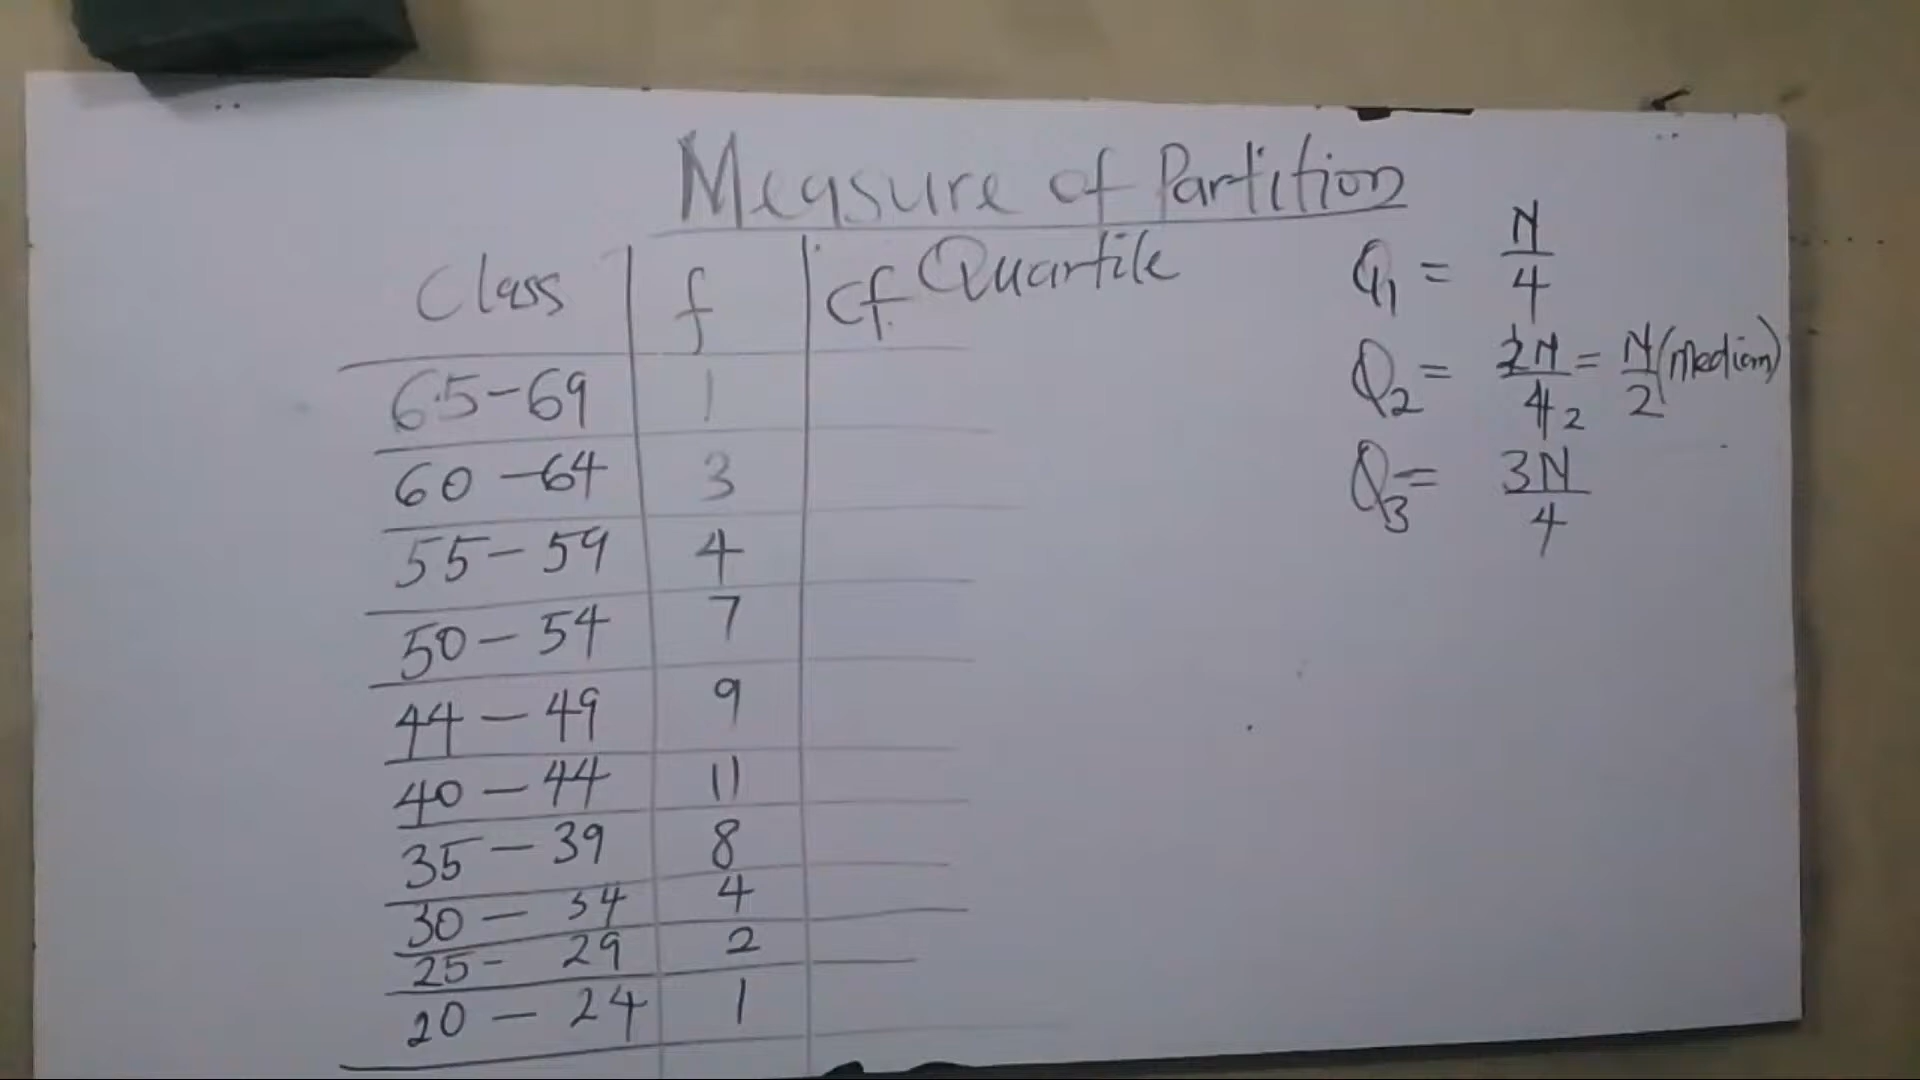 Measure of Partition
Class f cf Quartile
65-69 1
60-64 3
55-59 4
50-54 7
44-49 9
40-44 11
35-39 8
30-34 4
25-29 2
20-24 1
Q1 = N/4
Q2 = 2N/4 2 = N/2 (Median)
Q3 = 3N/4